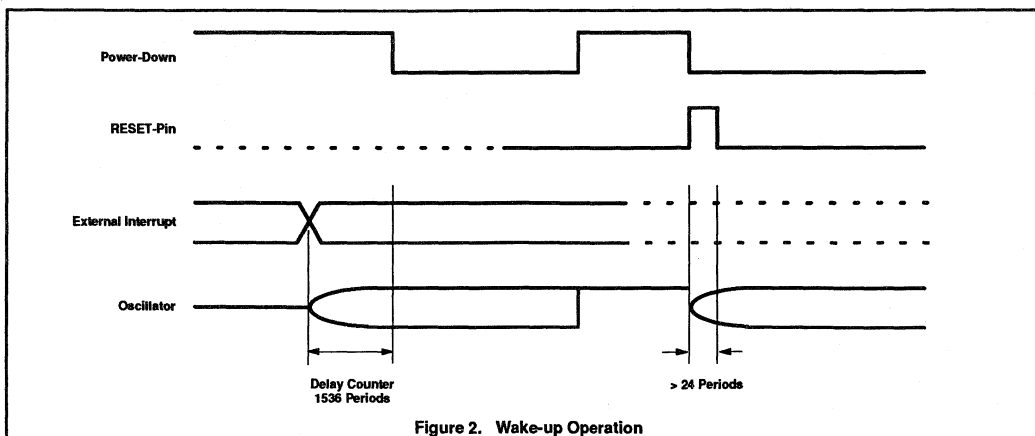 Power-Down
RESET-Pin
External Interrupt
Oscillator
Delay Counter
1536 Periods
> 24 Periods
Figure 2. Wake-up Operation